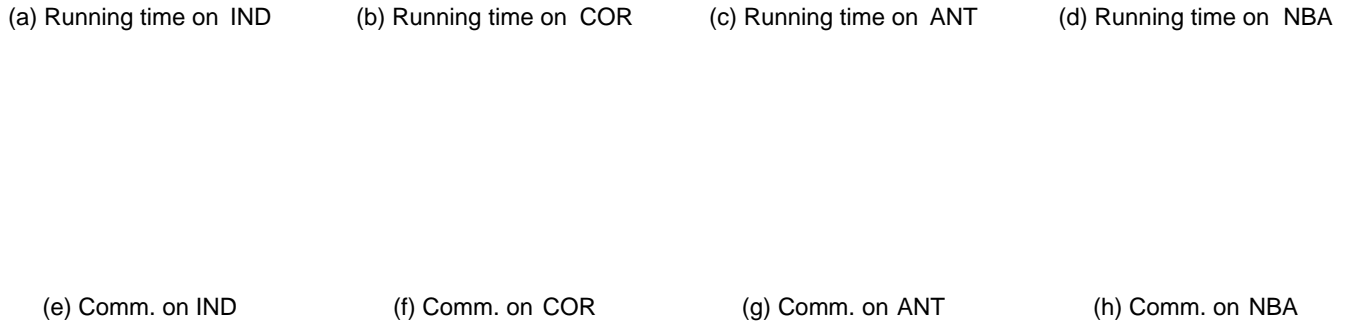 (a) Running time on IND
(b) Running time on COR
(c) Running time on ANT
(d) Running time on NBA
(e) Comm. on IND
(f) Comm. on COR
(g) Comm. on ANT
(h) Comm. on NBA